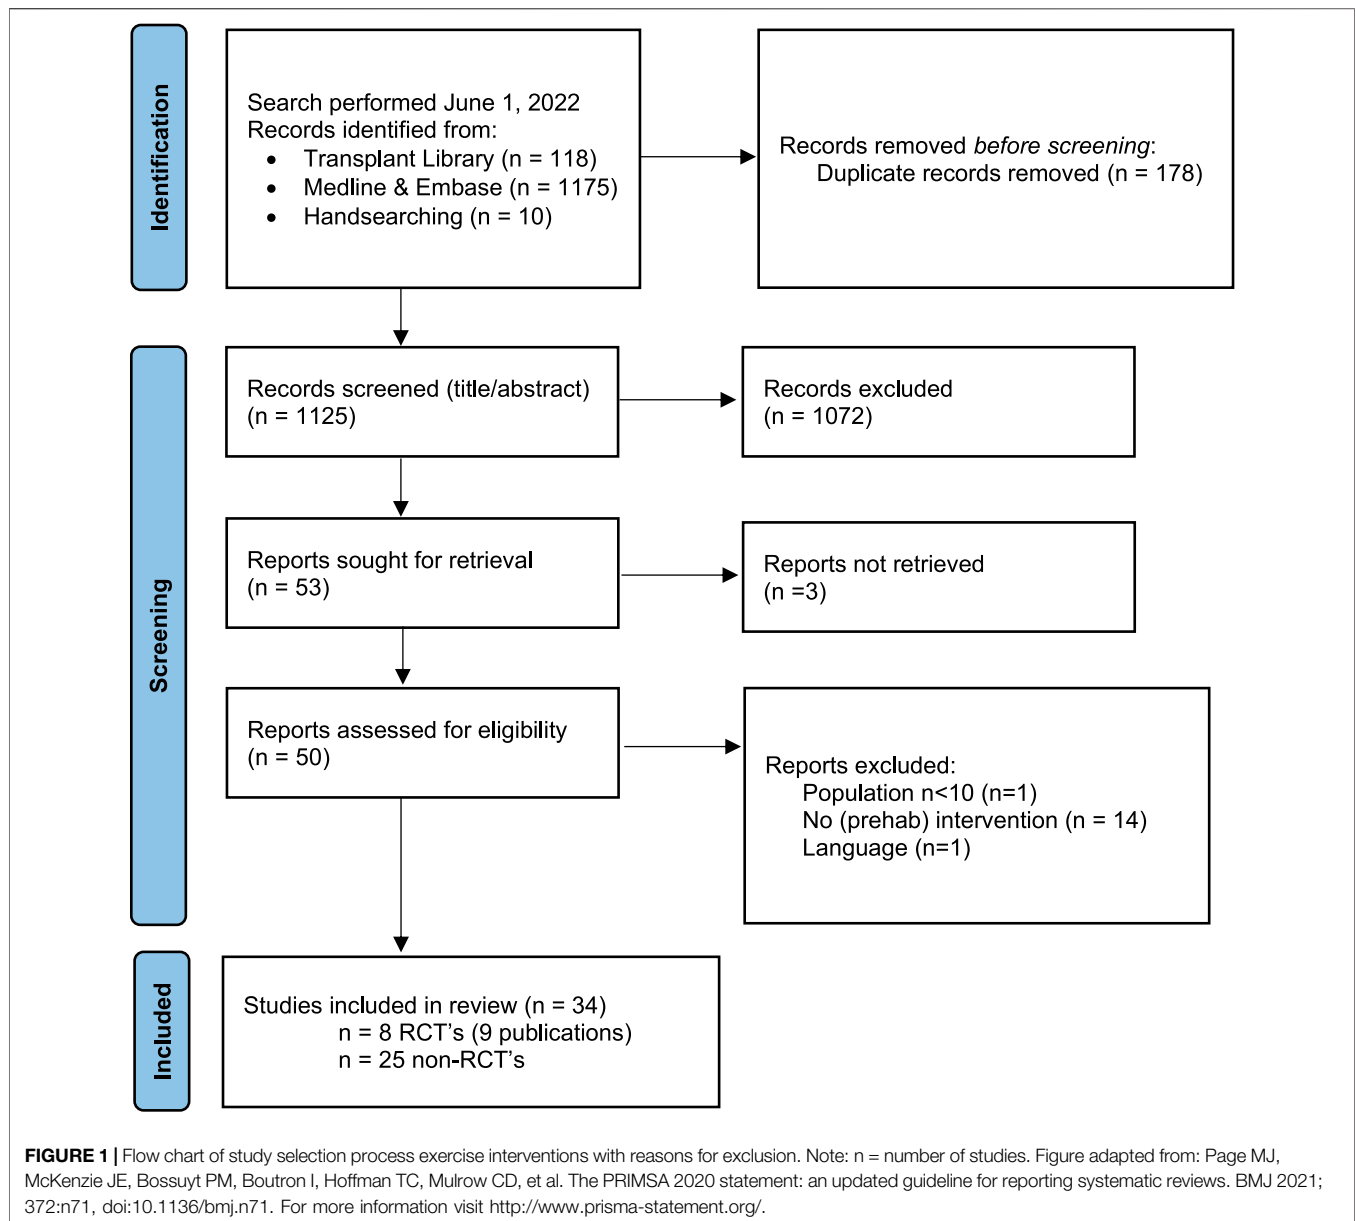 Identification
Search performed June 1, 2022
Records identified from:
• Transplant Library (n = 118)
• Medline & Embase (n = 1175)
• Handsearching (n = 10)
Records removed before screening:
Duplicate records removed (n = 178)
Screening
Records screened (title/abstract)
(n = 1125)
Records excluded
(n = 1072)
Reports sought for retrieval
(n = 53)
Reports not retrieved
(n =3)
Reports assessed for eligibility
(n = 50)
Reports excluded:
Population n<10 (n=1)
No (prehab) intervention (n = 14)
Language (n=1)
Included
Studies included in review (n = 34)
n = 8 RCT's (9 publications)
n = 25 non-RCT's
FIGURE 1 | Flow chart of study selection process exercise interventions with reasons for exclusion. Note: n = number of studies. Figure adapted from: Page MJ,
McKenzie JE, Bossuyt PM, Boutron I, Hoffman TC, Mulrow CD, et al. The PRIMSA 2020 statement: an updated guideline for reporting systematic reviews. BMJ 2021;
372:n71, doi:10.1136/bmj.n71. For more information visit http://www.prisma-statement.org/.